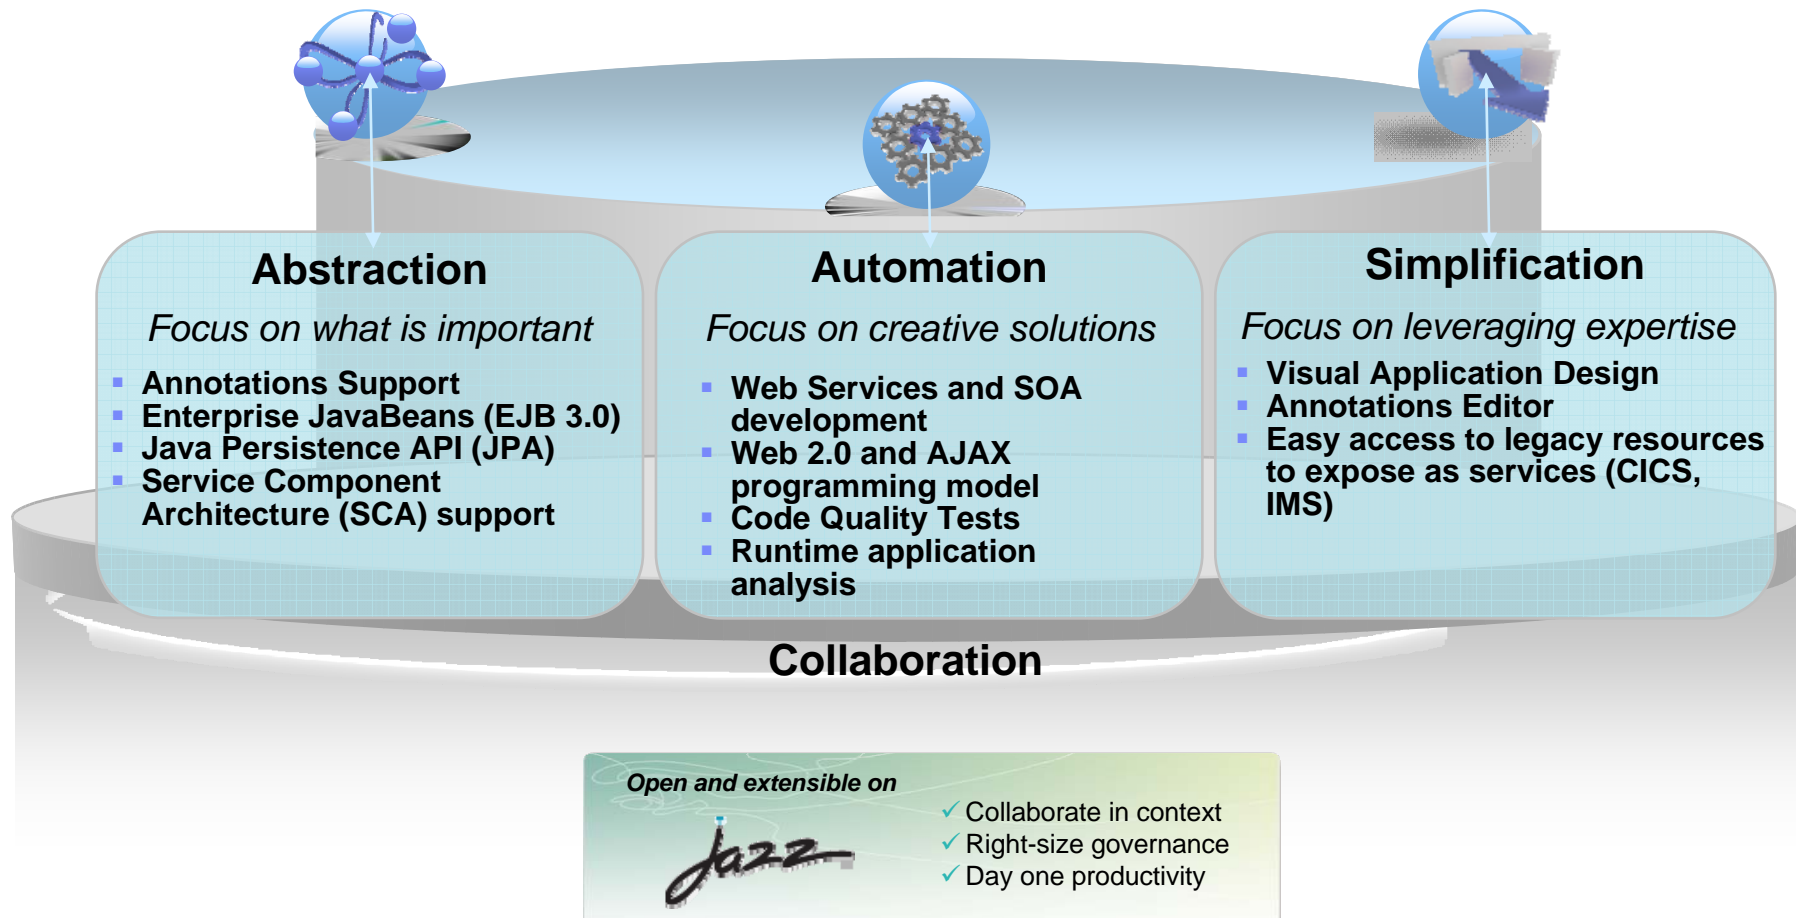 Abstraction
Focus on what is important
Annotations Support
Enterprise JavaBeans (EJB 3.0)
Java Persistence API (JPA)
Service Component
Architecture (SCA) support
Automation
Focus on creative solutions
Web Services and SOA
development
Web 2.0 and AJAX
programming model
Code Quality Tests
Runtime application
analysis
Simplification
Focus on leveraging expertise
Visual Application Design
Annotations Editor
Easy access to legacy resources
to expose as services (CICS,
IMS)
Collaboration
Open and extensible on
jazz
Collaborate in context
Right-size governance
Day one productivity